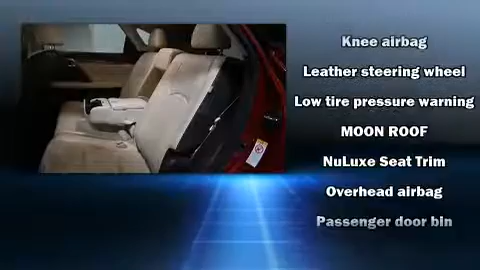 Knee airbag
Leather steering wheel
Low tire pressure warning
MOON ROOF
NuLuxe Seat Trim
Overhead airbag
Passenger door bin